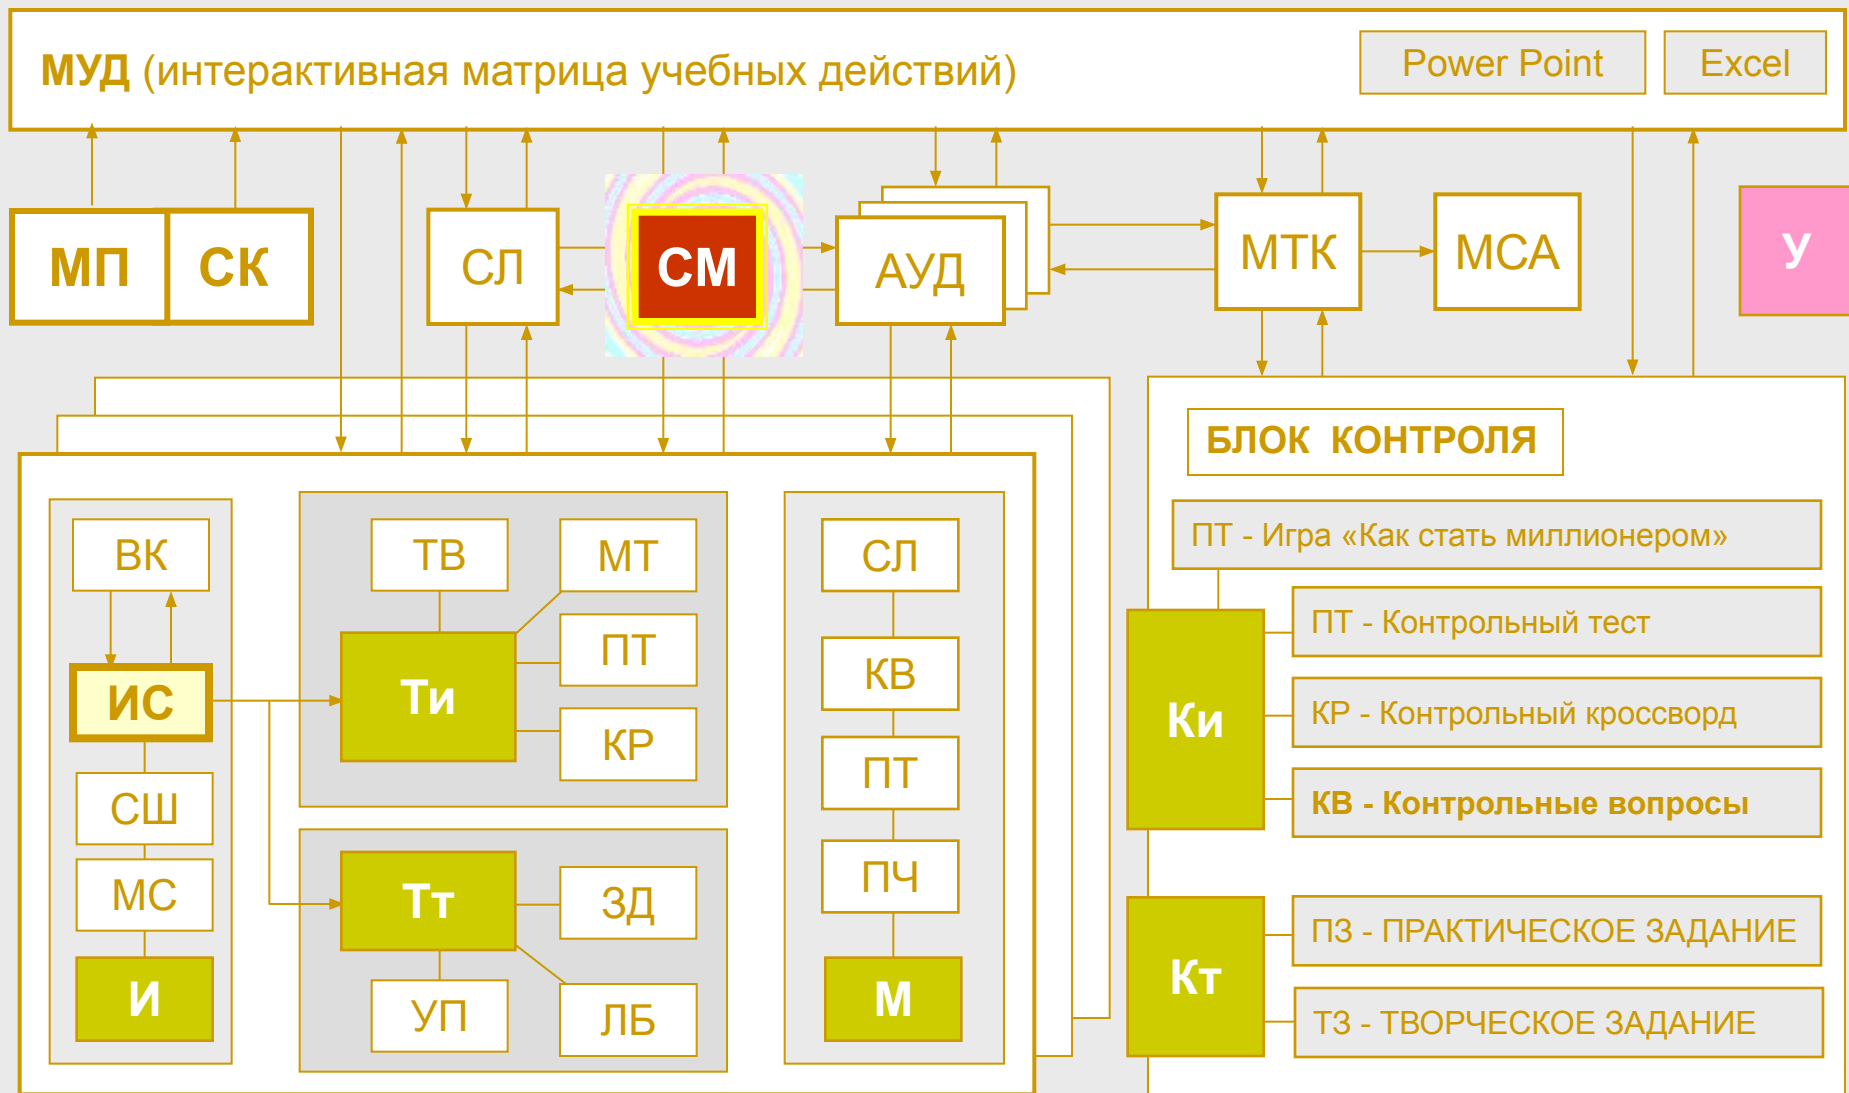 МУД (интерактивная матрица учебных действий)
Power Point
Excel
МП
СК
СЛ
СМ
АУД
МТК
МСА
У
БЛОК КОНТРОЛЯ
ВК
ИС
СШ
МС
И
ТВ
МТ
ПТ
КР
Ти
Тт
ЗД
УП
ЛБ
СЛ
КВ
ПТ
ПЧ
М
ПТ - Игра «Как стать миллионером»
Ки
ПТ - Контрольный тест
КР - Контрольный кроссворд
КВ - Контрольные вопросы
Кт
ПЗ - ПРАКТИЧЕСКОЕ ЗАДАНИЕ
ТЗ - ТВОРЧЕСКОЕ ЗАДАНИЕ